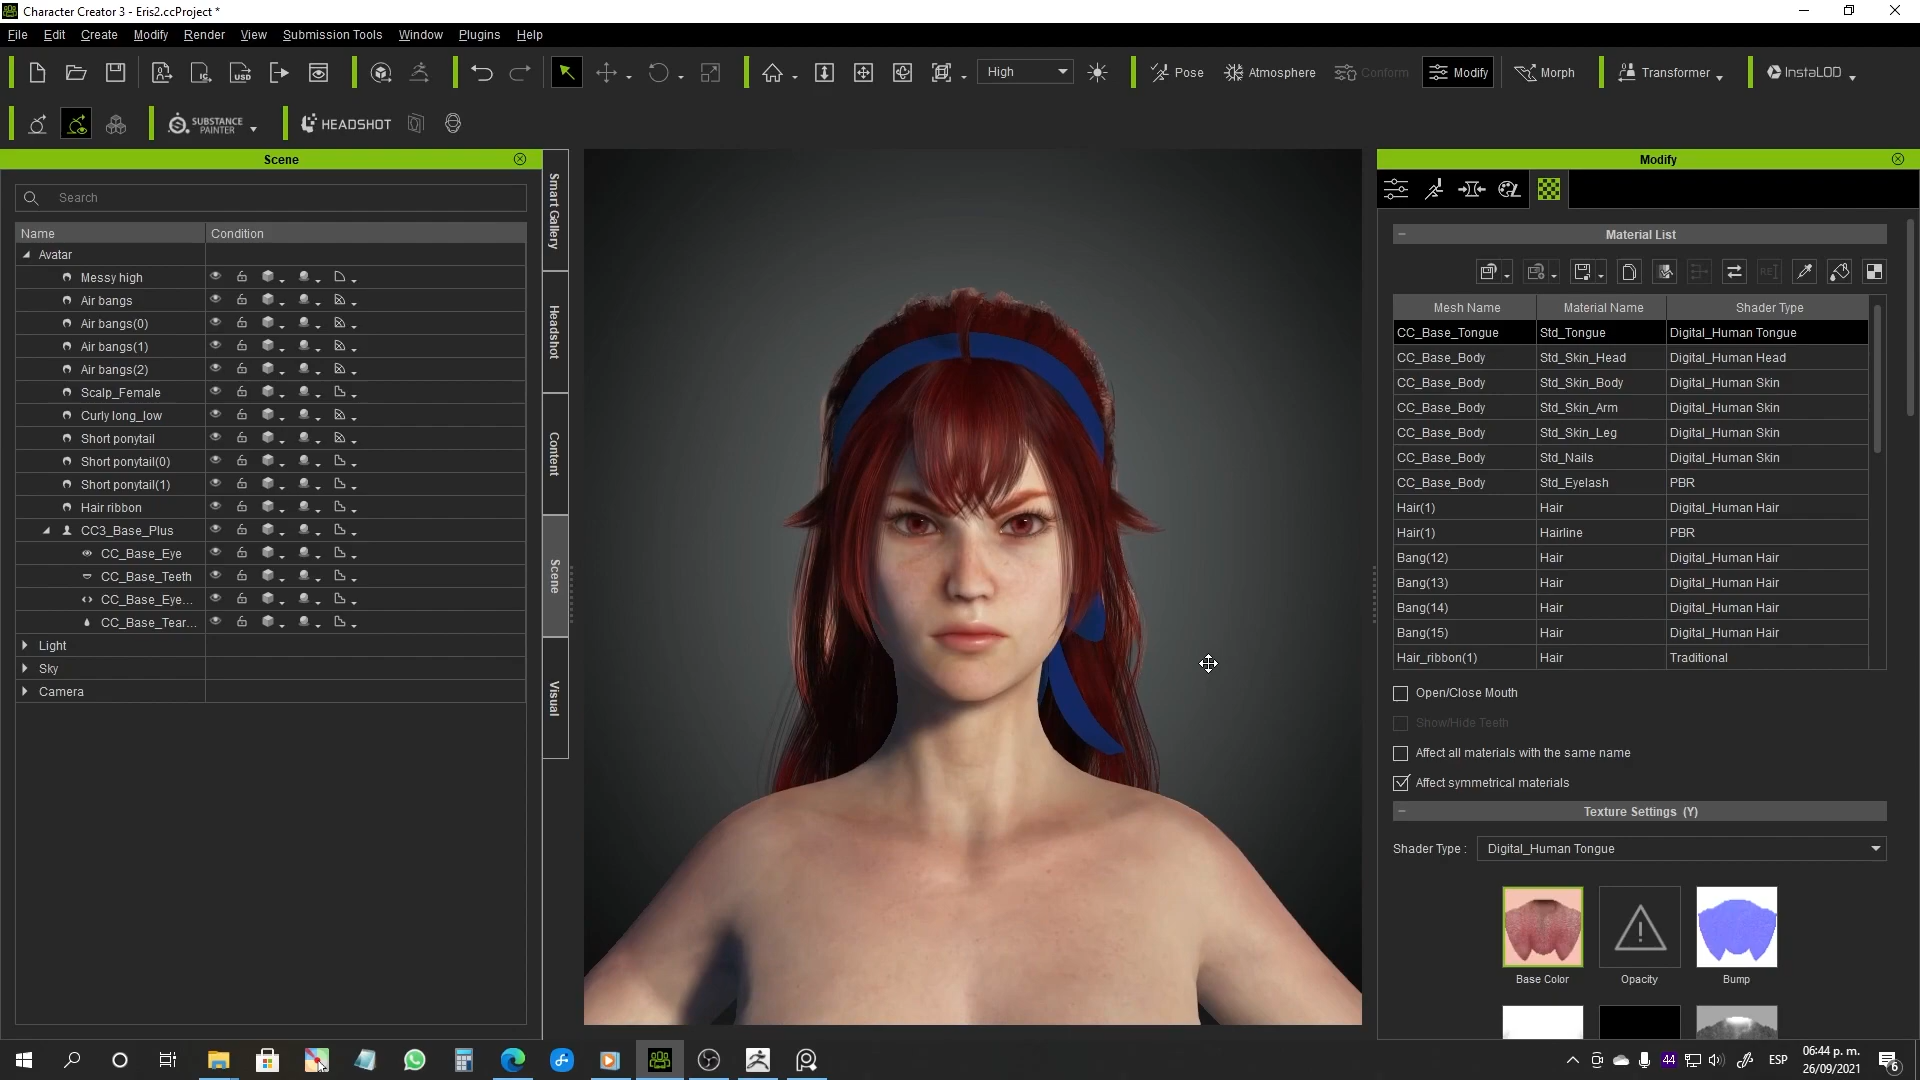 Character Creator 3 - Eris2.ccProject *
File Edit Create Modify Render View Submission Tools Window Plugins Help
High Pose Atmosphere Conform Modify Morph Transformer InstaLOD
SUBSTANCE PAINTER HEADSHOT
Scene
Search
Name Condition
Avatar
Messy high
Air bangs
Air bangs(0)
Air bangs(1)
Air bangs(2)
Scalp_Female
Curly long_low
Short ponytail
Short ponytail(0)
Short ponytail(1)
Hair ribbon
CC3_Base_Plus
CC_Base_Eye
CC_Base_Teeth
CC_Base_Eye...
CC_Base_Tear...
Light
Sky
Camera
Smart Gallery
Headshot
Content
Scene
Visual
Modify
Material List
Mesh Name Material Name Shader Type
CC_Base_Tongue Std_Tongue Digital_Human Tongue
CC_Base_Body Std_Skin_Head Digital_Human Head
CC_Base_Body Std_Skin_Body Digital_Human Skin
CC_Base_Body Std_Skin_Arm Digital_Human Skin
CC_Base_Body Std_Skin_Leg Digital_Human Skin
CC_Base_Body Std_Nails Digital_Human Skin
CC_Base_Body Std_Eyelash PBR
Hair(1) Hair Digital_Human Hair
Hair(1) Hairline PBR
Bang(12) Hair Digital_Human Hair
Bang(13) Hair Digital_Human Hair
Bang(14) Hair Digital_Human Hair
Bang(15) Hair Digital_Human Hair
Hair_ribbon(1) Hair Traditional
Open/Close Mouth
Show/Hide Teeth
Affect all materials with the same name
Affect symmetrical materials
Texture Settings (Y)
Shader Type : Digital_Human Tongue
Base Color Opacity Bump
44 ESP 06:44 p. m.
26/09/2021 6